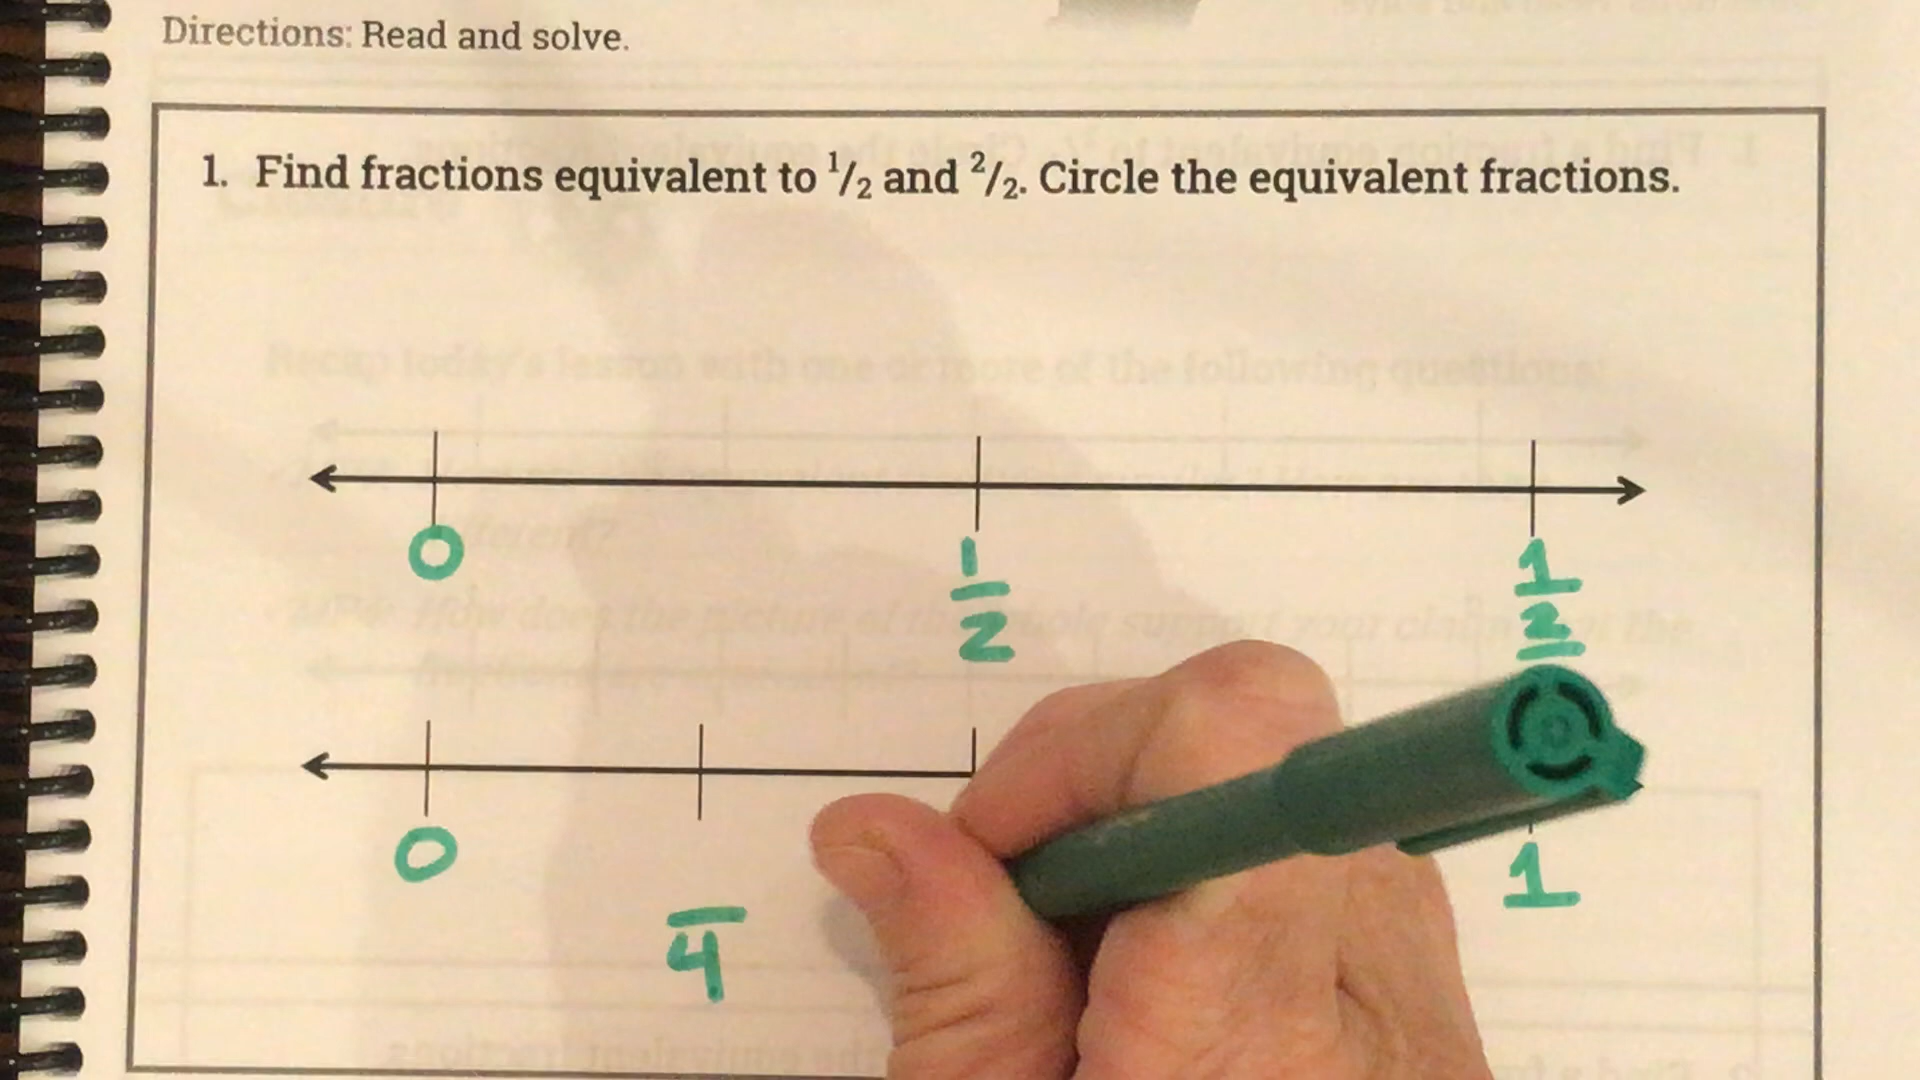 Directions: Read and solve.
1. Find fractions equivalent to 1/2 and 2/2. Circle the equivalent fractions.
0 1/2 1
2
0 1
4